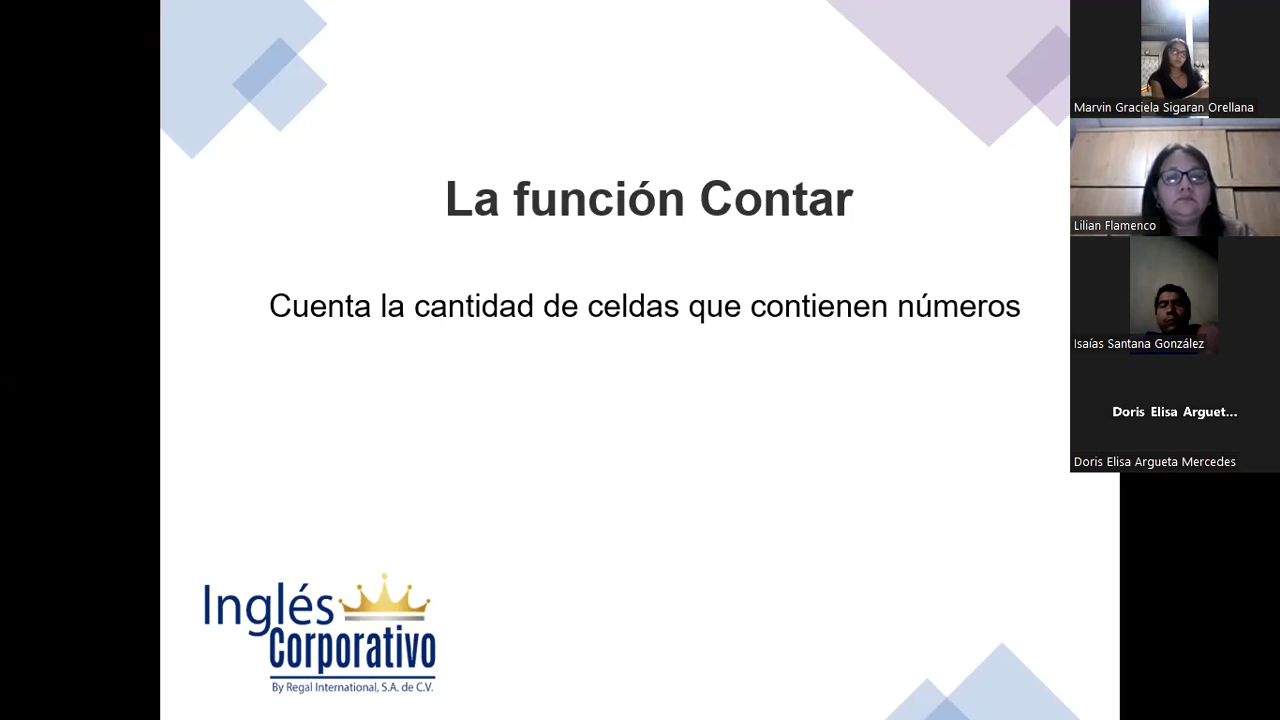 La función Contar
Cuenta la cantidad de celdas que contienen números
Inglés
Corporativo
By Regal International, S.A. de C.V.
Marvin Graciela Sigaran Orellana
Lilian Flamenco
Isaías Santana González
Doris Elisa Arguet...
Doris Elisa Argueta Mercedes